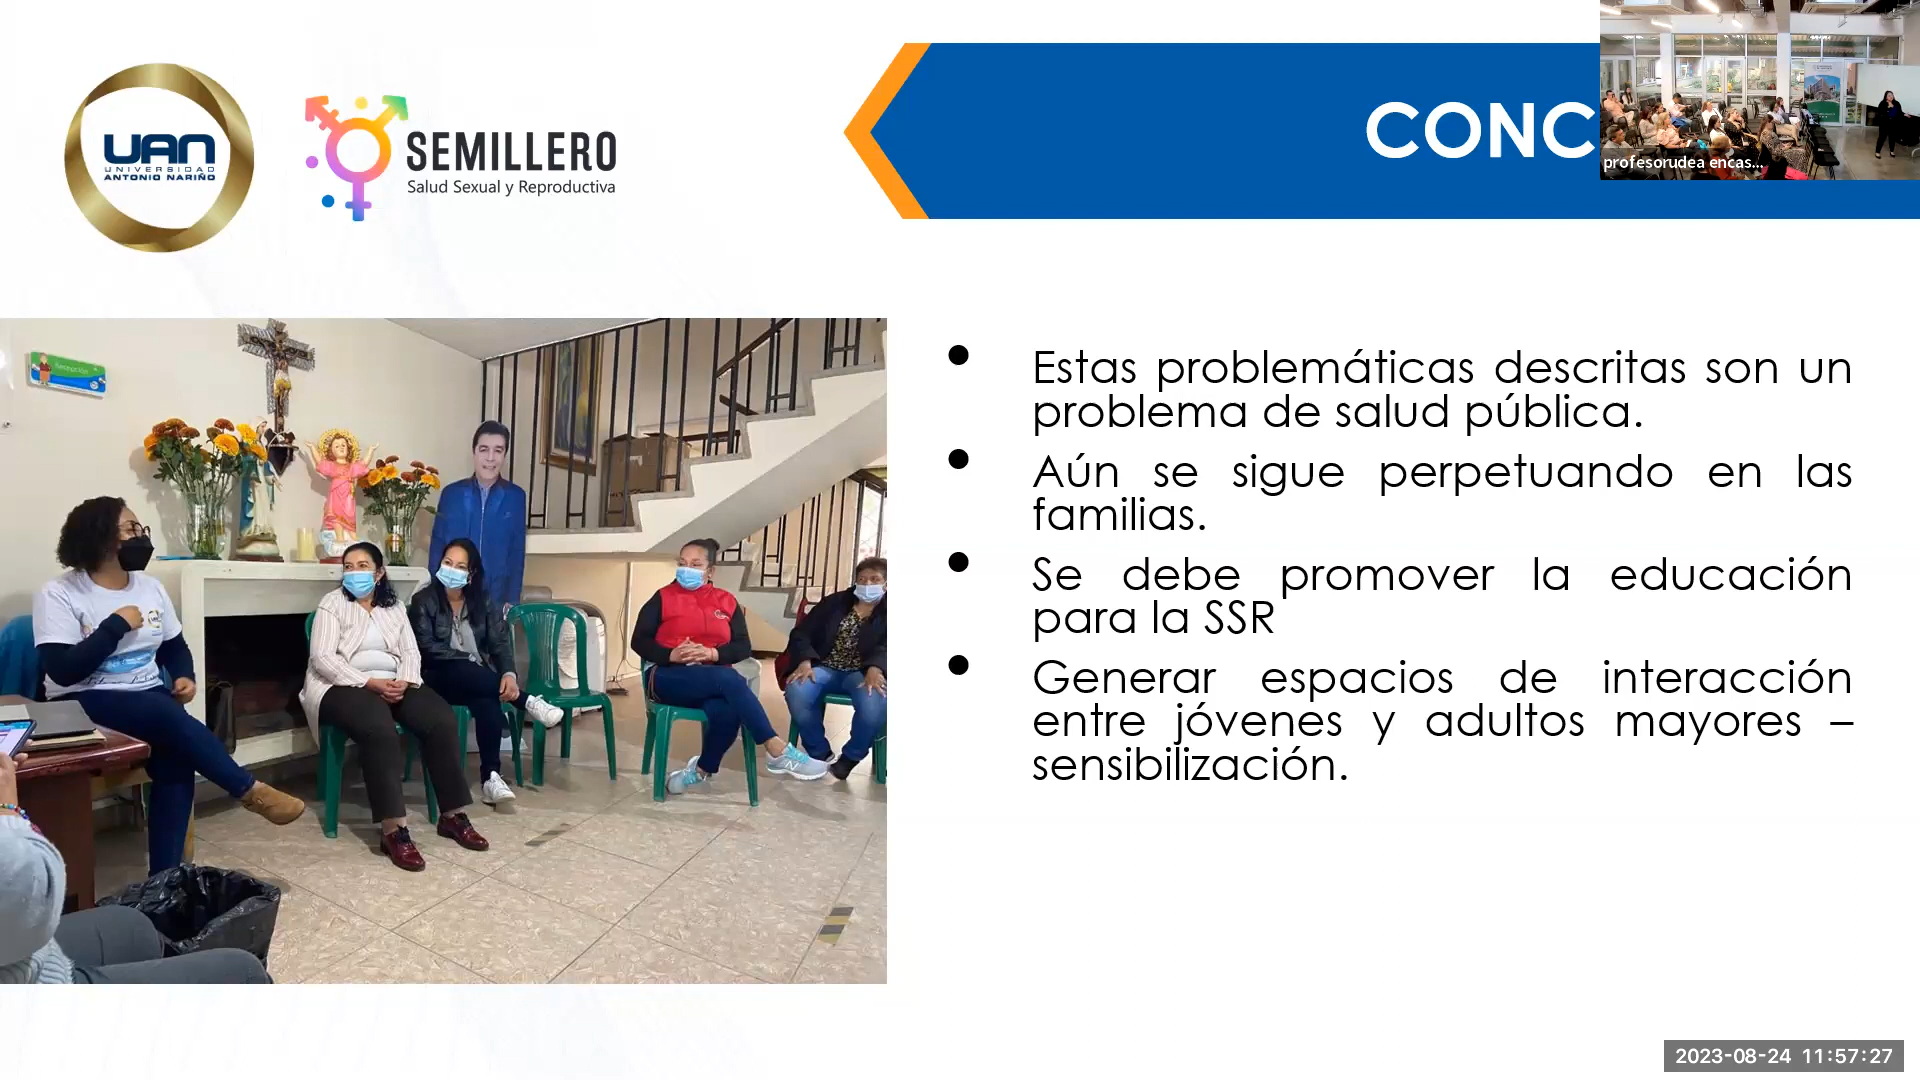 UAN
UNIVERSIDAD
ANTONIO NARIÑO
SEMILLERO
Salud Sexual y Reproductiva
CONC
profesorudea encas...
Recepción
• Estas problemáticas descritas son un
problema de salud pública.
• Aún se sigue perpetuando en las
familias.
• Se debe promover la educación
para la SSR
• Generar espacios de interacción
entre jóvenes y adultos mayores –
sensibilización.
2023-08-24 11:57:27